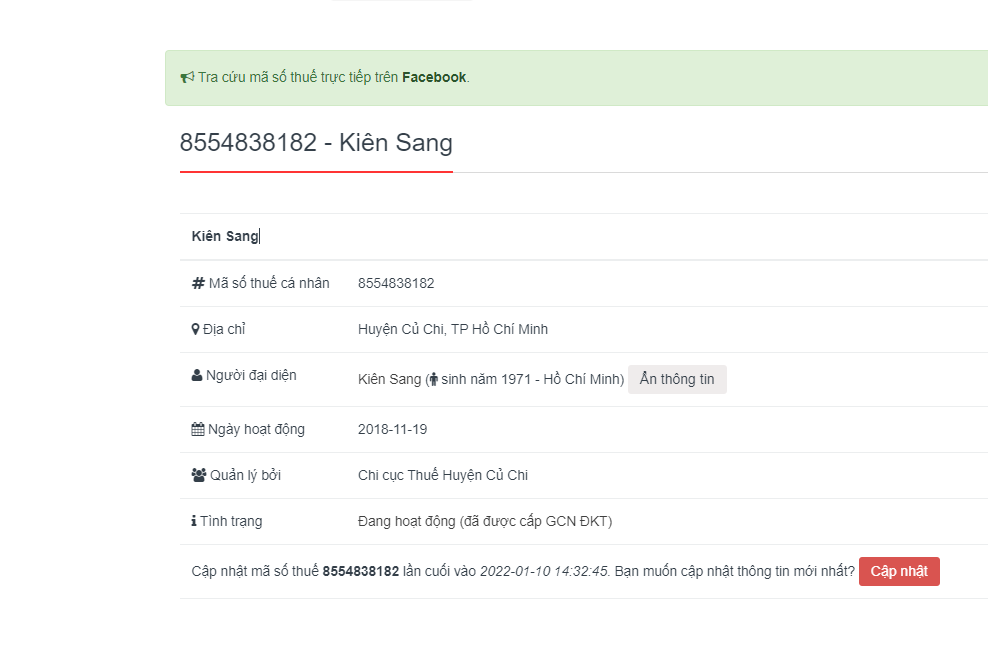 Tra cứu mã số thuế trực tiếp trên Facebook.
8554838182 - Kiên Sang
Kiên Sang
Mã số thuế cá nhân 8554838182
Địa chỉ Huyện Củ Chi, TP Hồ Chí Minh
Người đại diện Kiên Sang ( sinh năm 1971 - Hồ Chí Minh) Ẩn thông tin
Ngày hoạt động 2018-11-19
Quản lý bởi Chi cục Thuế Huyện Củ Chi
Tình trạng Đang hoạt động (đã được cấp GCN ĐKT)
Cập nhật mã số thuế 8554838182 lần cuối vào 2022-01-10 14:32:45. Bạn muốn cập nhật thông tin mới nhất? Cập nhật